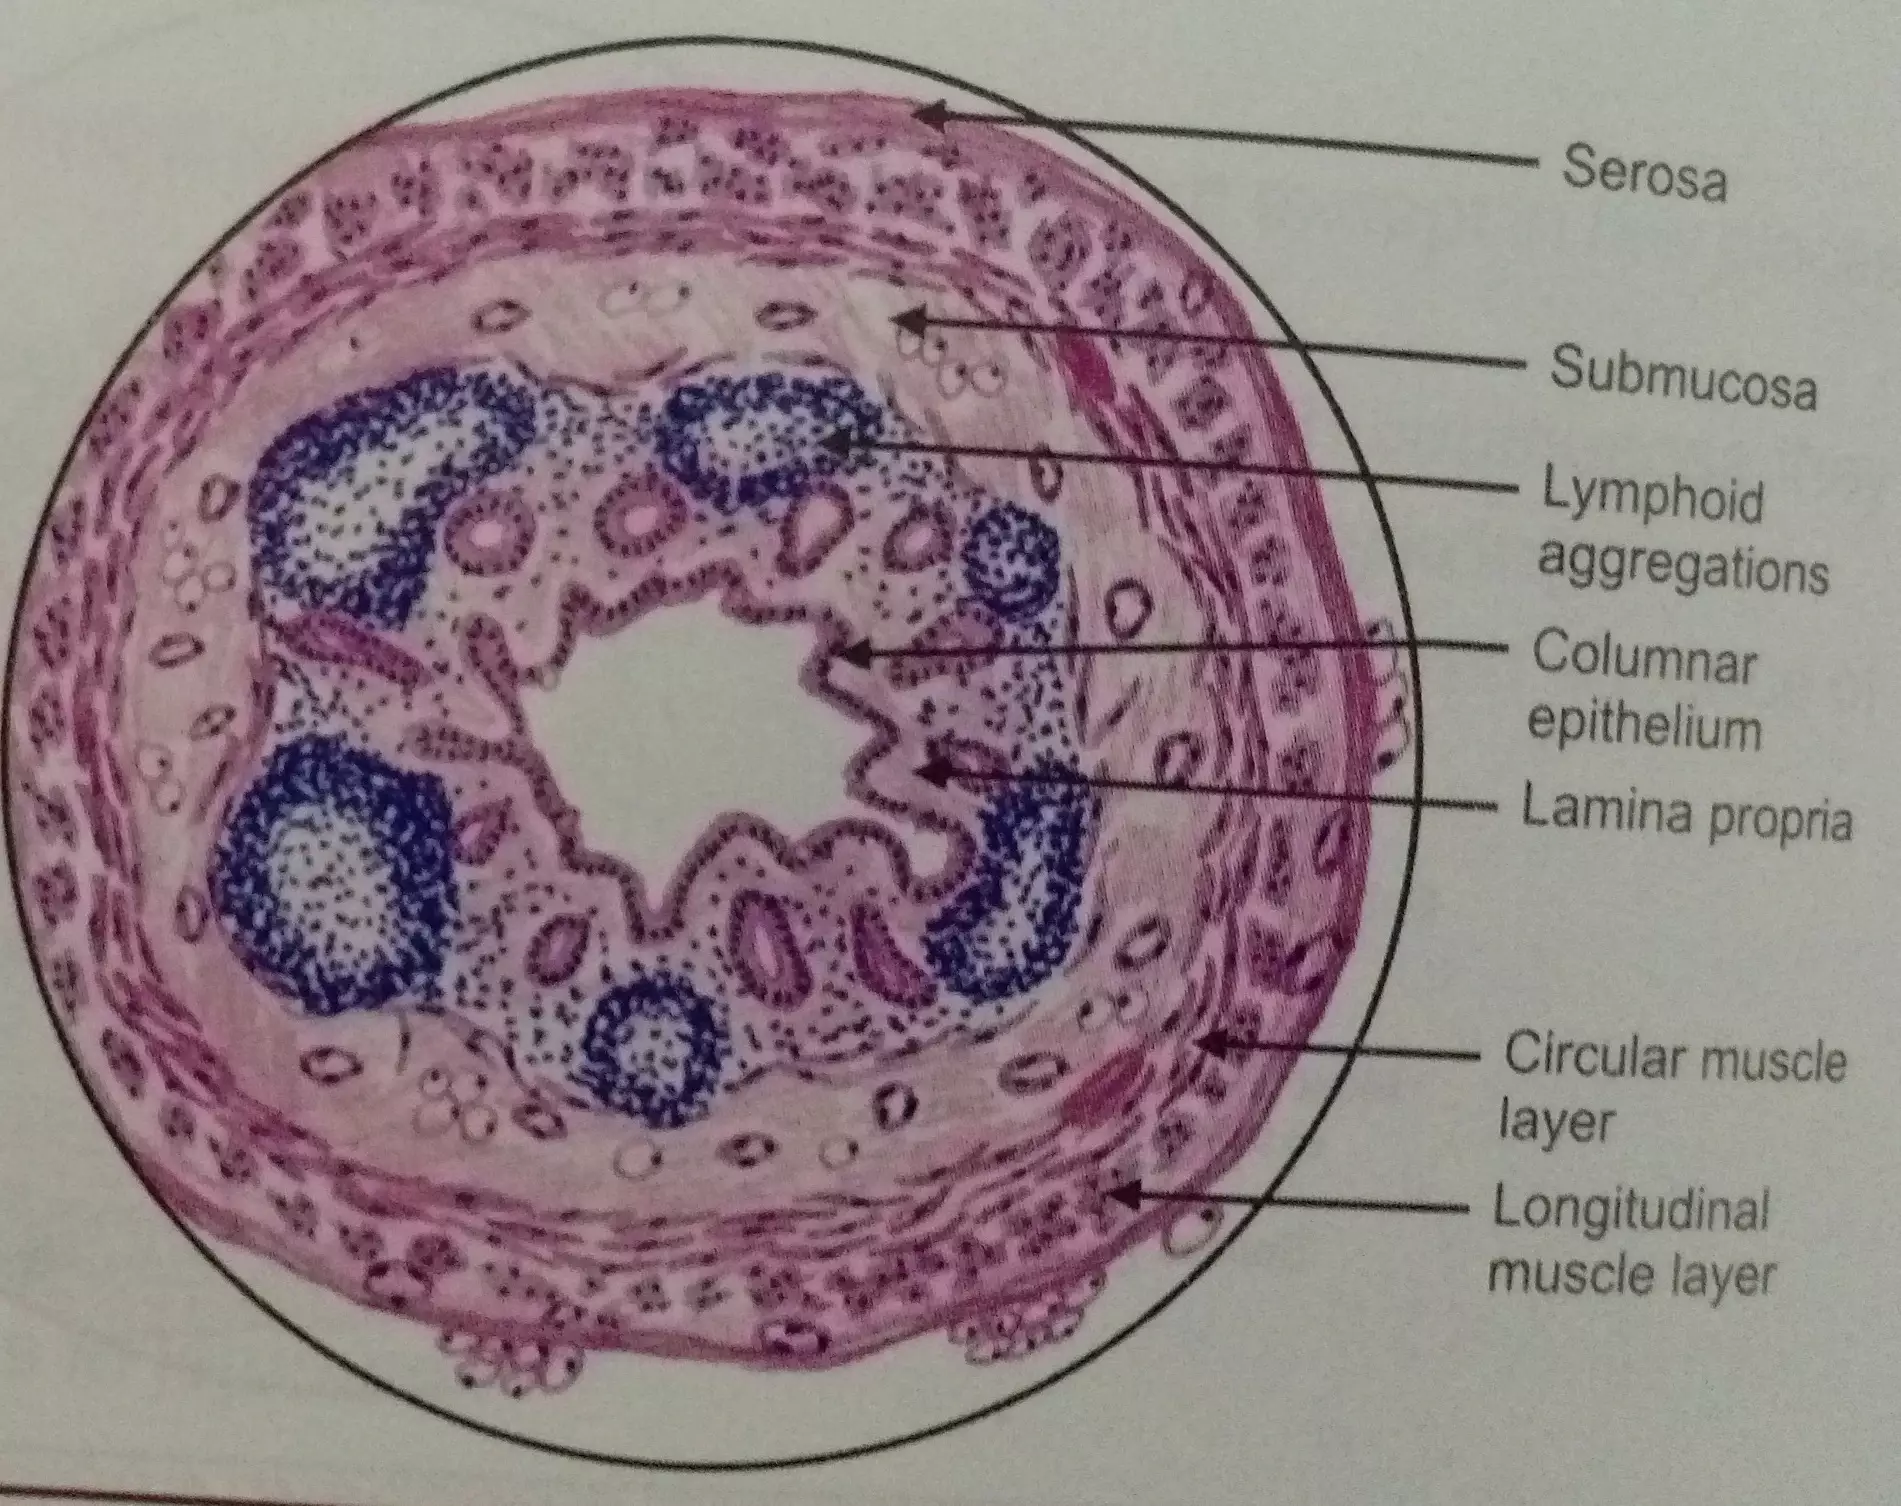 Serosa
Submucosa
Lymphoid
aggregations
Columnar
epithelium
Lamina propria
Circular muscle
layer
Longitudinal
muscle layer